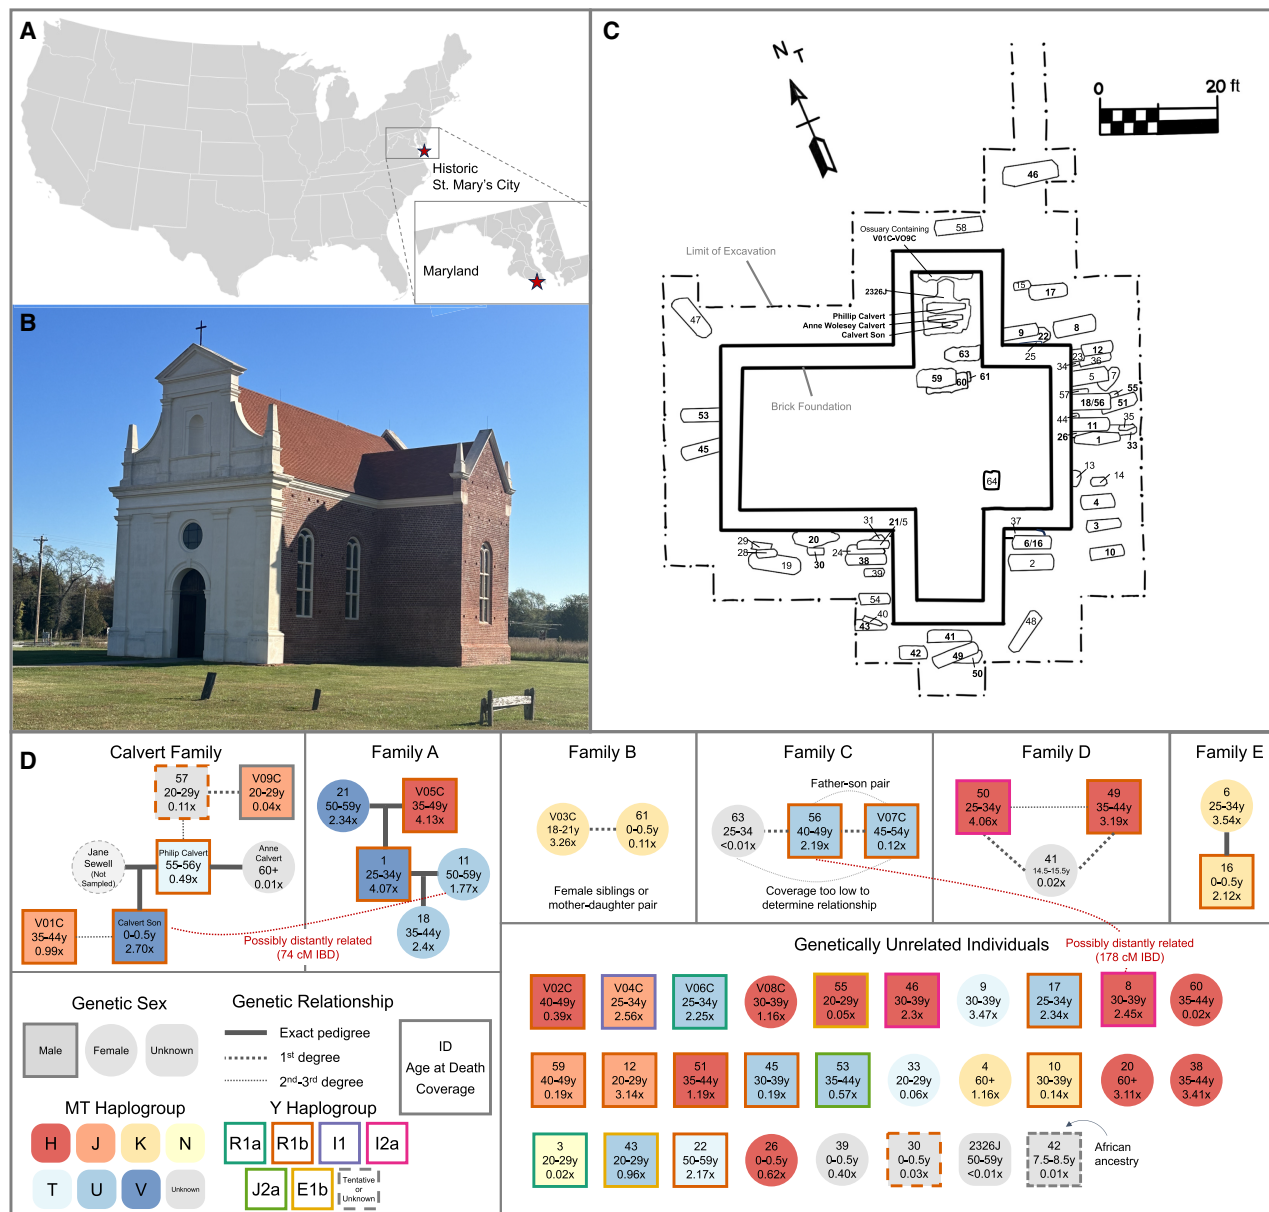 A
Historic
St. Mary's City
Maryland
B
C
N
T
0
20 ft
46
58
Ossuary Containing
V01C-VO9C
Limit of Excavation
2326J
Phillip Calvert
Anne Wolesey Calvert
Calvert Son
15
17
47
9
22
8
25
12
23
36
34
63
5
7
59
60
61
57
55
18/56
51
Brick Foundation
53
44
11
35
26
1
33
45
13
14
64
4
37
3
31
21/5
20
6/16
29
28
24
10
30
38
2
19
39
54
40
43
48
41
42
49
50
D
Calvert Family
57
20-29y
0.11x
V09C
20-29y
0.04x
Jane
Sewell
(Not
Sampled)
Philip Calvert
55-56y
0.49x
Anne
Calvert
60+
0.01x
V01C
35-44y
0.99x
Calvert Son
0-0.5y
2.70x
Family A
21
50-59y
2.34x
V05C
35-49y
4.13x
1
25-34y
4.07x
11
50-59y
1.77x
18
35-44y
2.4x
Possibly distantly related
(74 cM IBD)
Family B
V03C
18-21y
3.26x
61
0-0.5y
0.11x
Female siblings or
mother-daughter pair
Family C
Father-son pair
63
25-34
<0.01x
56
40-49y
2.19x
V07C
45-54y
0.12x
Coverage too low to
determine relationship
Family D
50
25-34y
4.06x
49
35-44y
3.19x
41
14.5-15.5y
0.02x
Family E
6
25-34y
3.54x
16
0-0.5y
2.12x
Genetic Sex
Male
Female
Unknown
Genetic Relationship
Exact pedigree
1st degree
2nd-3rd degree
ID
Age at Death
Coverage
MT Haplogroup
H
J
K
N
T
U
V
Unknown
Y Haplogroup
R1a
R1b
I1
I2a
J2a
E1b
Tentative
or
Unknown
Genetically Unrelated Individuals
Possibly distantly related
(178 cM IBD)
V02C
40-49y
0.39x
V04C
25-34y
2.56x
V06C
25-34y
2.25x
V08C
30-39y
1.16x
55
20-29y
0.05x
46
30-39y
2.3x
9
30-39y
3.47x
17
25-34y
2.34x
8
30-39y
2.45x
60
35-44y
0.02x
59
40-49y
0.19x
12
20-29y
3.14x
51
35-44y
1.19x
45
30-39y
0.19x
53
35-44y
0.57x
33
20-29y
0.06x
4
60+
1.16x
10
30-39y
0.14x
20
60+
3.11x
38
35-44y
3.41x
3
20-29y
0.02x
43
20-29y
0.96x
22
50-59y
2.17x
26
0-0.5y
0.62x
39
0-0.5y
0.40x
30
0-0.5y
0.03x
2326J
50-59y
<0.01x
42
7.5-8.5y
0.01x
African
ancestry